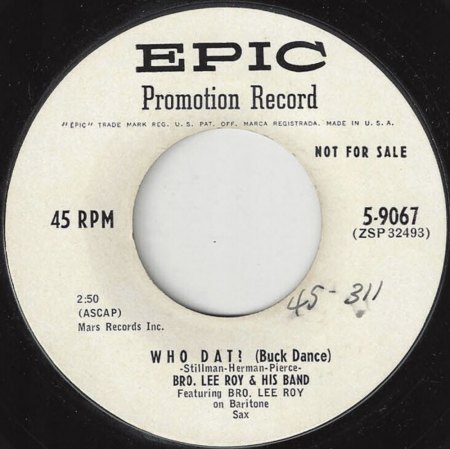 EPIC
Promotion Record
"EPIC" TRADE MARK REG. U. S. PAT. OFF. MARCA REGISTRADA. MADE IN U. S. A.
NOT FOR SALE
45 RPM
5-9067
(ZSP 32493)
2:50
(ASCAP)
Mars Records Inc.
45-311
WHO DAT! (Buck Dance)
-Stillman-Herman-Pierce-
BRO. LEE ROY & HIS BAND
Featuring BRO. LEE ROY
on Baritone
Sax